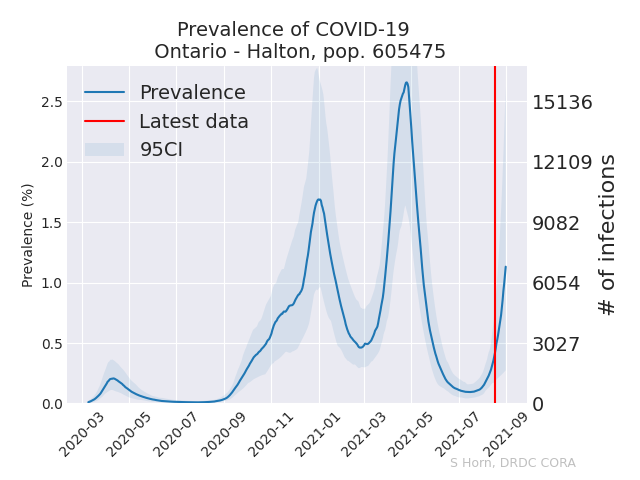 Prevalence of COVID-19
Ontario - Halton, pop. 605475
Prevalence
Latest data
95CI
Prevalence (%)
2.5
2.0
1.5
1.0
0.5
0.0
15136
12109
9082
6054
3027
0
# of infections
2020-03
2020-05
2020-07
2020-09
2020-11
2021-01
2021-03
2021-05
2021-07
2021-09
S Horn, DRDC CORA